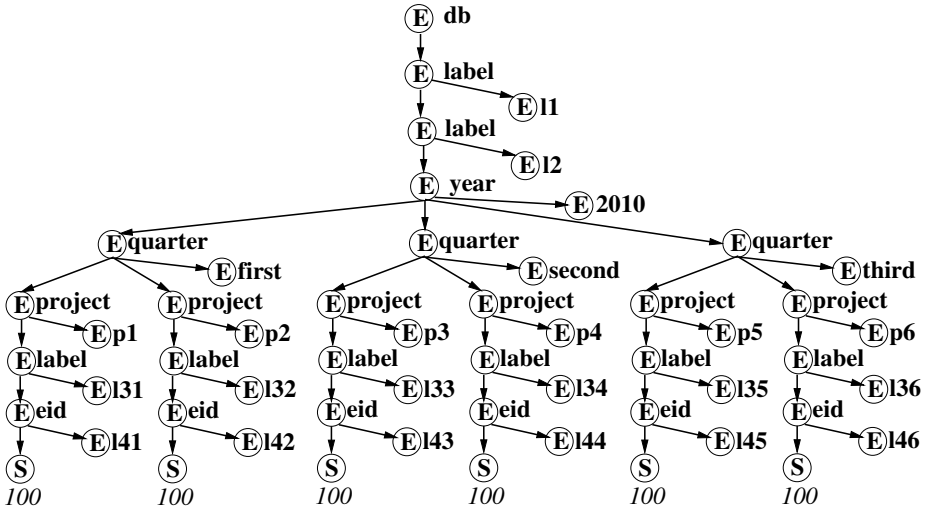 E db
E label
E l1
E label
E l2
E year
E 2010
E quarter E quarter E quarter
E first E second E third
E project E project E project E project E project E project
E p1 E p2 E p3 E p4 E p5 E p6
E label E label E label E label E label E label
E l31 E l32 E l33 E l34 E l35 E l36
E eid E eid E eid E eid E eid E eid
E l41 E l42 E l43 E l44 E l45 E l46
S S S S S S
100 100 100 100 100 100